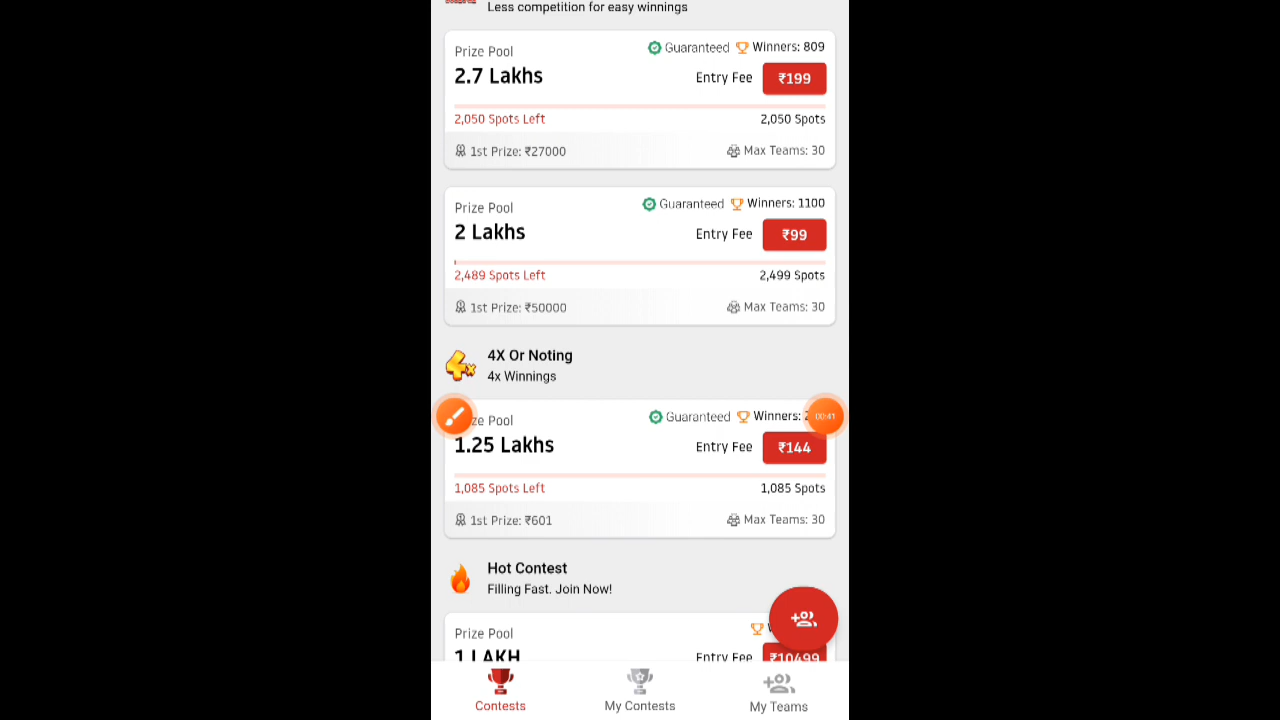 Less competition for easy winnings
Prize Pool
Guaranteed
Winners: 809
2.7 Lakhs
Entry Fee
₹199
2,050 Spots Left
2,050 Spots
1st Prize: ₹27000
Max Teams: 30
Prize Pool
Guaranteed
Winners: 1100
2 Lakhs
Entry Fee
₹99
2,489 Spots Left
2,499 Spots
1st Prize: ₹50000
Max Teams: 30
4X Or Noting
4x Winnings
Pool
Guaranteed
Winners:
00:41
1.25 Lakhs
Entry Fee
₹144
1,085 Spots Left
1,085 Spots
1st Prize: ₹601
Max Teams: 30
Hot Contest
Filling Fast. Join Now!
Prize Pool
1 LAKH
Entry Fee
₹10499
Contests
My Contests
My Teams